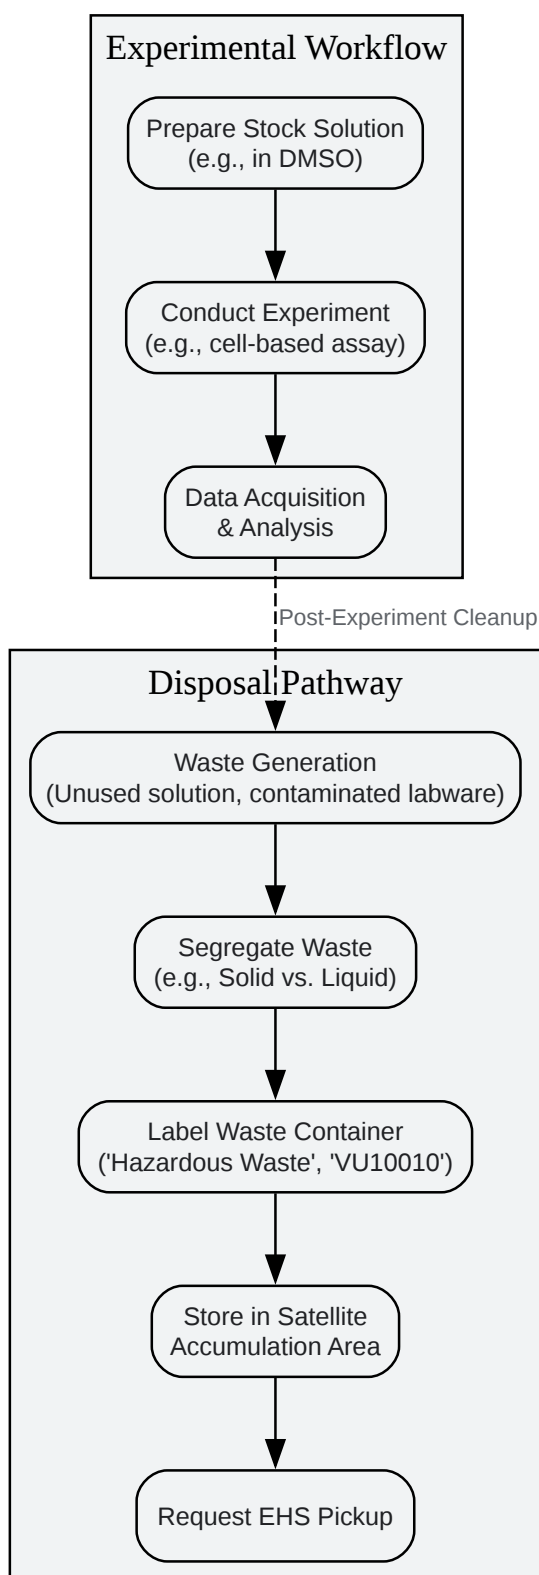 Experimental Workflow
Prepare Stock Solution
(e.g., in DMSO)
Conduct Experiment
(e.g., cell-based assay)
Data Acquisition
& Analysis
Post-Experiment Cleanup
Disposal Pathway
Waste Generation
(Unused solution, contaminated labware)
Segregate Waste
(e.g., Solid vs. Liquid)
Label Waste Container
('Hazardous Waste', 'VU10010')
Store in Satellite
Accumulation Area
Request EHS Pickup